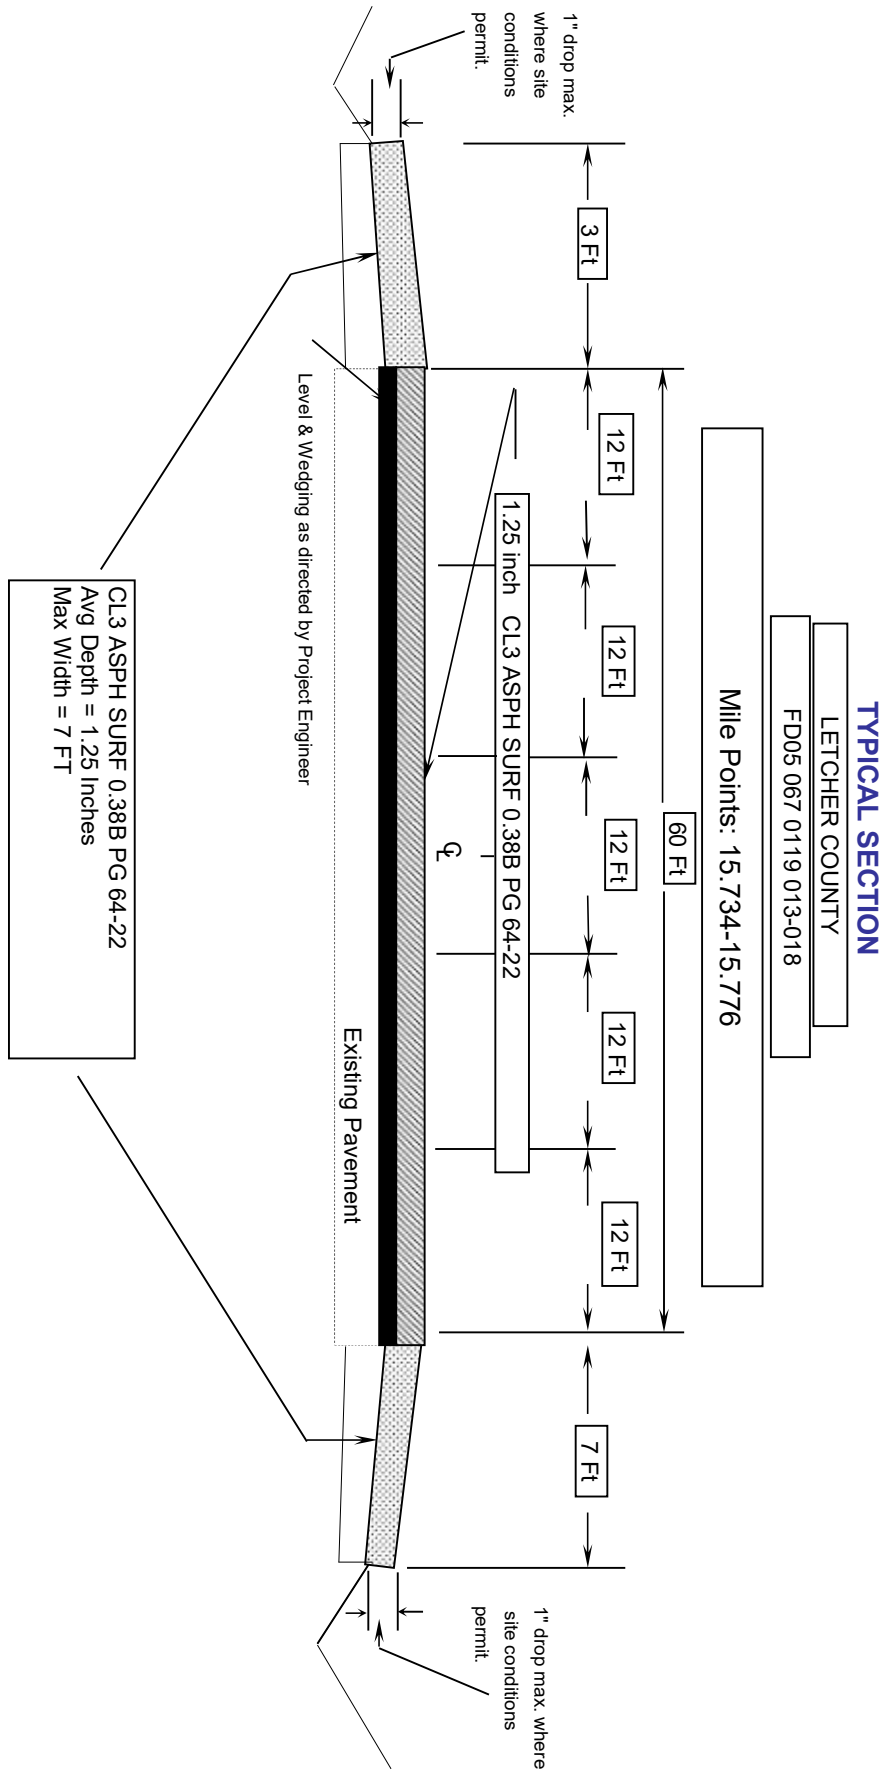 TYPICAL SECTION
LETCHER COUNTY
FD05 067 0119 013-018
Mile Points: 15.734-15.776
60 Ft
3 Ft
12 Ft
12 Ft
12 Ft
12 Ft
12 Ft
7 Ft
1" drop max.
where site
conditions
permit.
1.25 inch CL3 ASPH SURF 0.38B PG 64-22
1" drop max. where
site conditions
permit.
CL
Existing Pavement
Level & Wedging as directed by Project Engineer
CL3 ASPH SURF 0.38B PG 64-22
Avg Depth = 1.25 Inches
Max Width = 7 FT